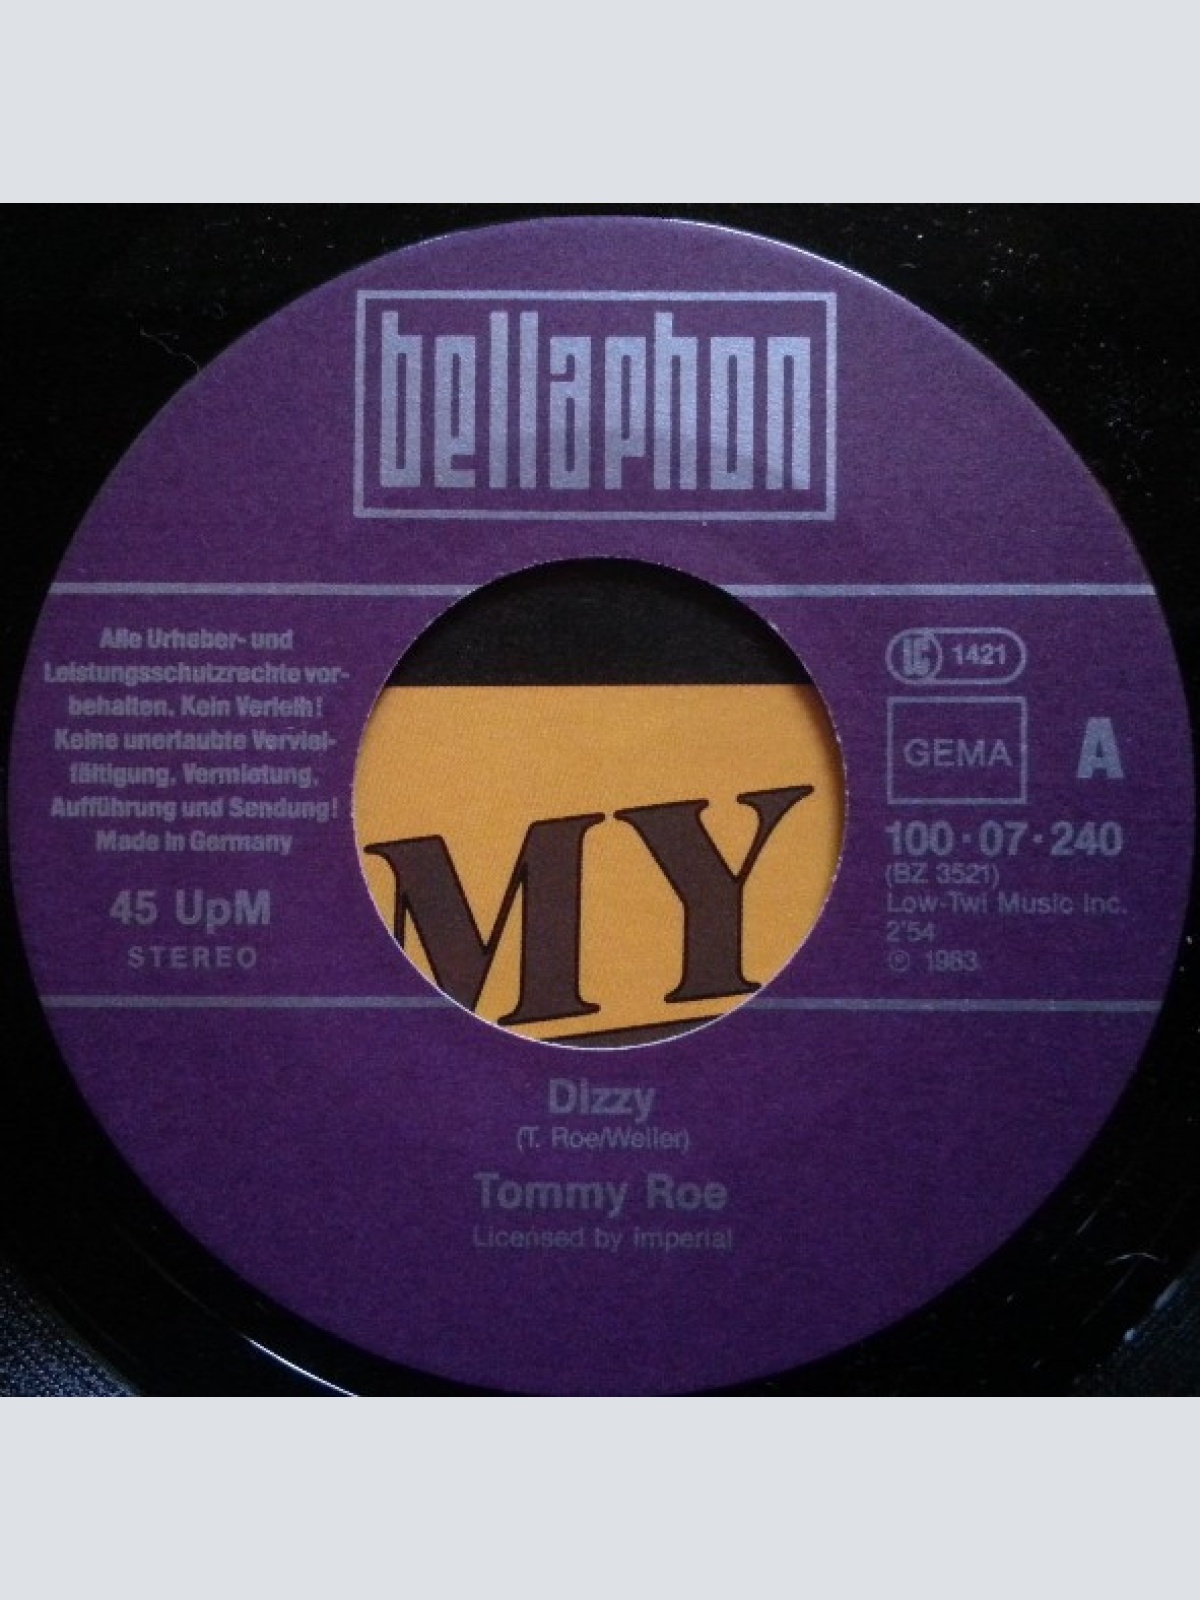 bellaphon
Alle Urheber- und
Leistungsschutzrechte vor-
behalten. Kein Verleih!
Keine unerlaubte Verviel-
fältigung, Vermietung,
Aufführung und Sendung!
Made in Germany
45 UpM
STEREO
LC 1421
GEMA
A
100·07·240
(BZ 3521)
Low-Twi Music Inc.
2'54
℗ 1983
MY
Dizzy
(T. Roe/Weller)
Tommy Roe
Licensed by Imperial